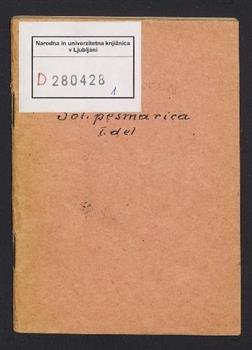 Narodna in univerzitetna knjižnica
v Ljubljani
D 280428
1
Šol. pesmarica
I. del